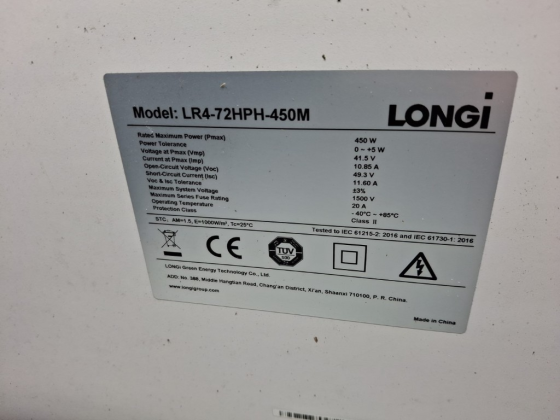 Model: LR4-72HPH-450M
LONGi
Rated Maximum Power (Pmax) 450 W
Power Tolerance 0 ~ +5 W
Voltage at Pmax (Vmp) 41.5 V
Current at Pmax (Imp) 10.85 A
Open-Circuit Voltage (Voc) 49.3 V
Short-Circuit Current (Isc) 11.60 A
Voc & Isc Tolerance ±3%
Maximum System Voltage 1500 V
Maximum Series Fuse Rating 20 A
Operating Temperature - 40°C ~ +85°C
Protection Class Class II
STC, AM=1.5, E=1000W/m², Tc=25°C
Tested to IEC 61215-2: 2016 and IEC 61730-1: 2016
CE
TÜV
SÜD
LONGi Green Energy Technology Co., Ltd.
ADD: No. 388, Middle Hangtian Road, Chang'an District, Xi'an, Shaanxi 710100, P. R. China.
www.longigroup.com
Made in China